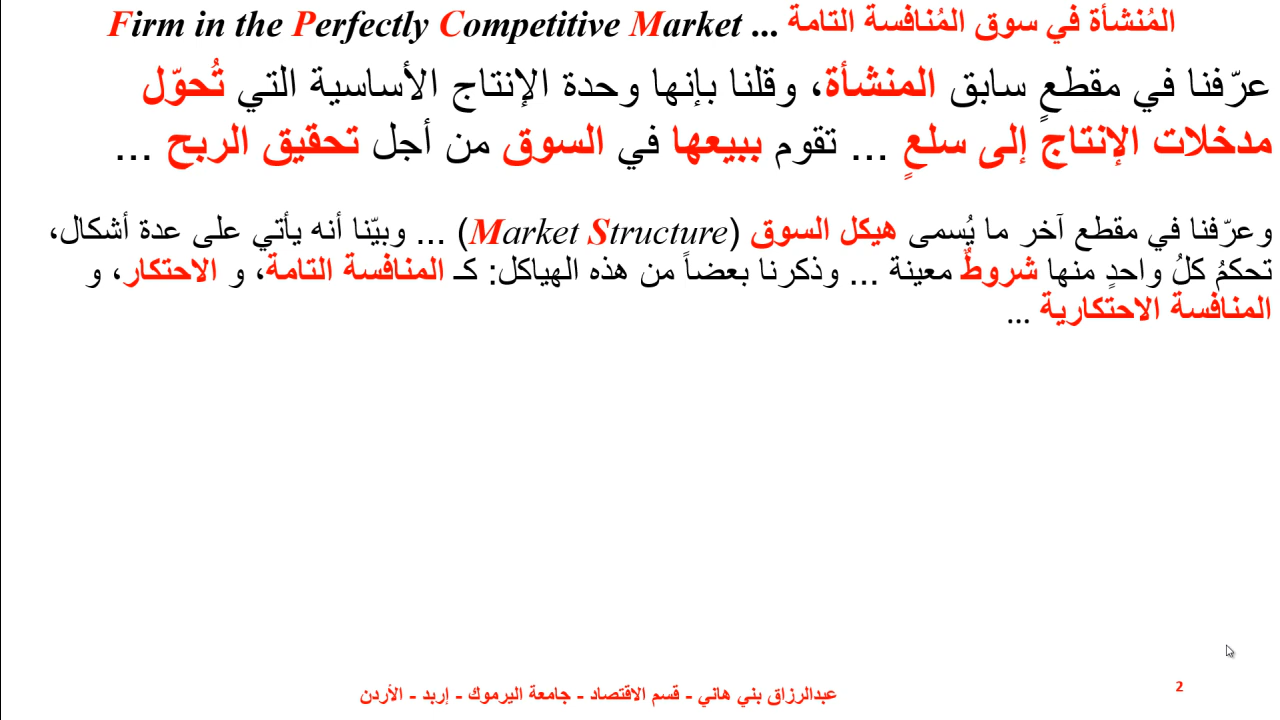 المُنشأة في سوق المُنافسة التامة ... Firm in the Perfectly Competitive Market
عرّفنا في مقطعٍ سابق المنشأة، وقلنا بإنها وحدة الإنتاج الأساسية التي تُحوّل
مدخلات الإنتاج إلى سلعٍ ... تقوم ببيعها في السوق من أجل تحقيق الربح ...
وعرّفنا في مقطع آخر ما يُسمى هيكل السوق (Market Structure) ... وبيّنا أنه يأتي على عدة أشكال،
تحكمُ كلُ واحدٍ منها شروطٌ معينة ... وذكرنا بعضاً من هذه الهياكل: كـ المنافسة التامة، و الاحتكار، و
المنافسة الاحتكارية ...
عبدالرزاق بني هاني - قسم الاقتصاد - جامعة اليرموك - إربد - الأردن
2